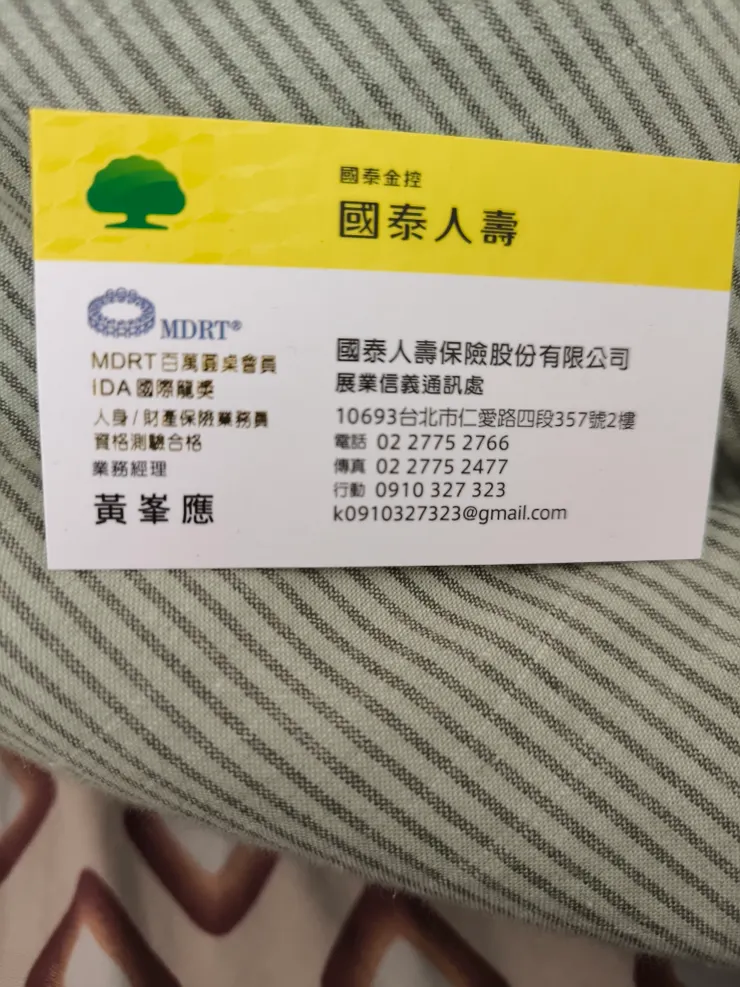 國泰金控
國泰人壽
MDRT®
MDRT百萬圓桌會員
IDA國際龍獎
人身/財產保險業務員
資格測驗合格
業務經理
黃峯應
國泰人壽保險股份有限公司
展業信義通訊處
10693台北市仁愛路四段357號2樓
電話 02 2775 2766
傳真 02 2775 2477
行動 0910 327 323
k0910327323@gmail.com